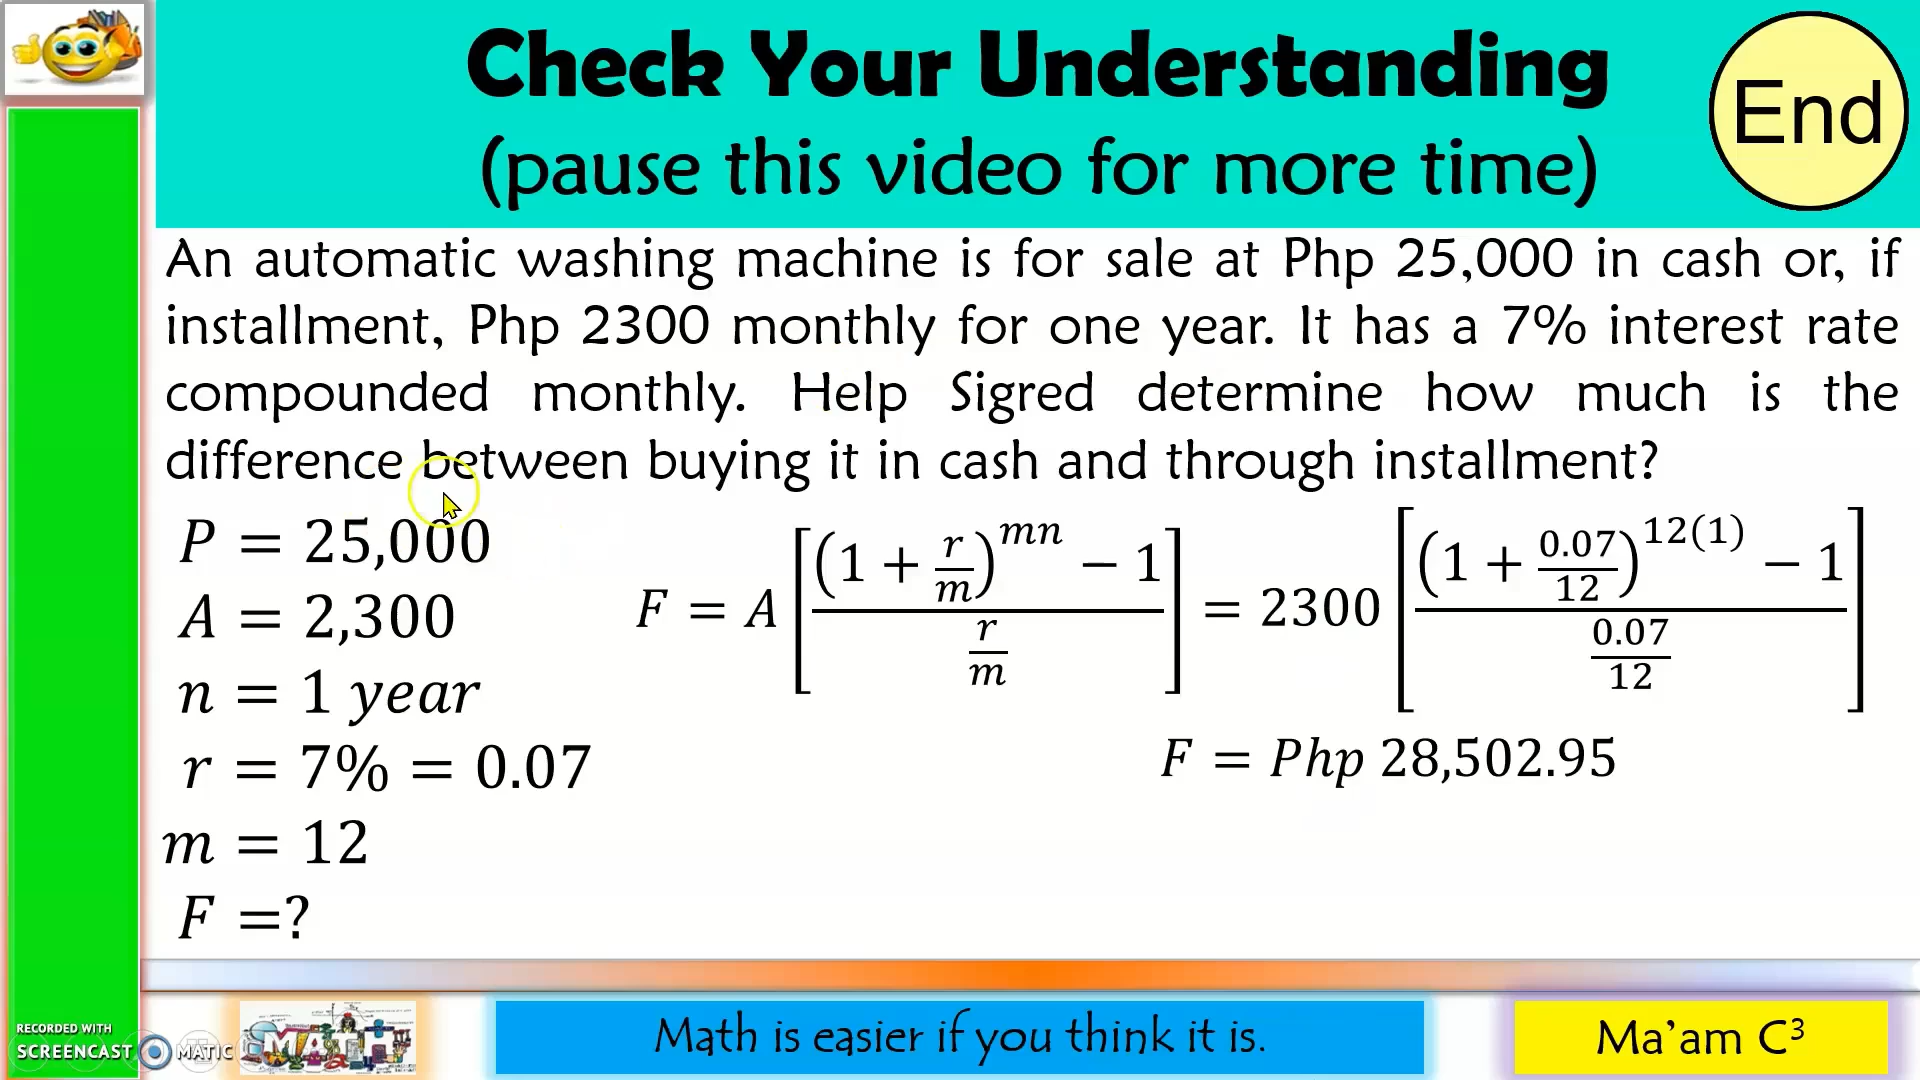 Check Your Understanding
(pause this video for more time)
End
An automatic washing machine is for sale at Php 25,000 in cash or, if
installment, Php 2300 monthly for one year. It has a 7% interest rate
compounded monthly. Help Sigred determine how much is the
difference between buying it in cash and through installment?
P = 25,000
A = 2,300
n = 1 year
r = 7% = 0.07
m = 12
F =?
F = A [((1 + r/m)^mn − 1) / (r/m)] = 2300 [((1 + 0.07/12)^12(1) − 1) / (0.07/12)]
F = Php 28,502.95
RECORDED WITH
SCREENCAST MATIC
MATH
Math is easier if you think it is.
Ma’am C³